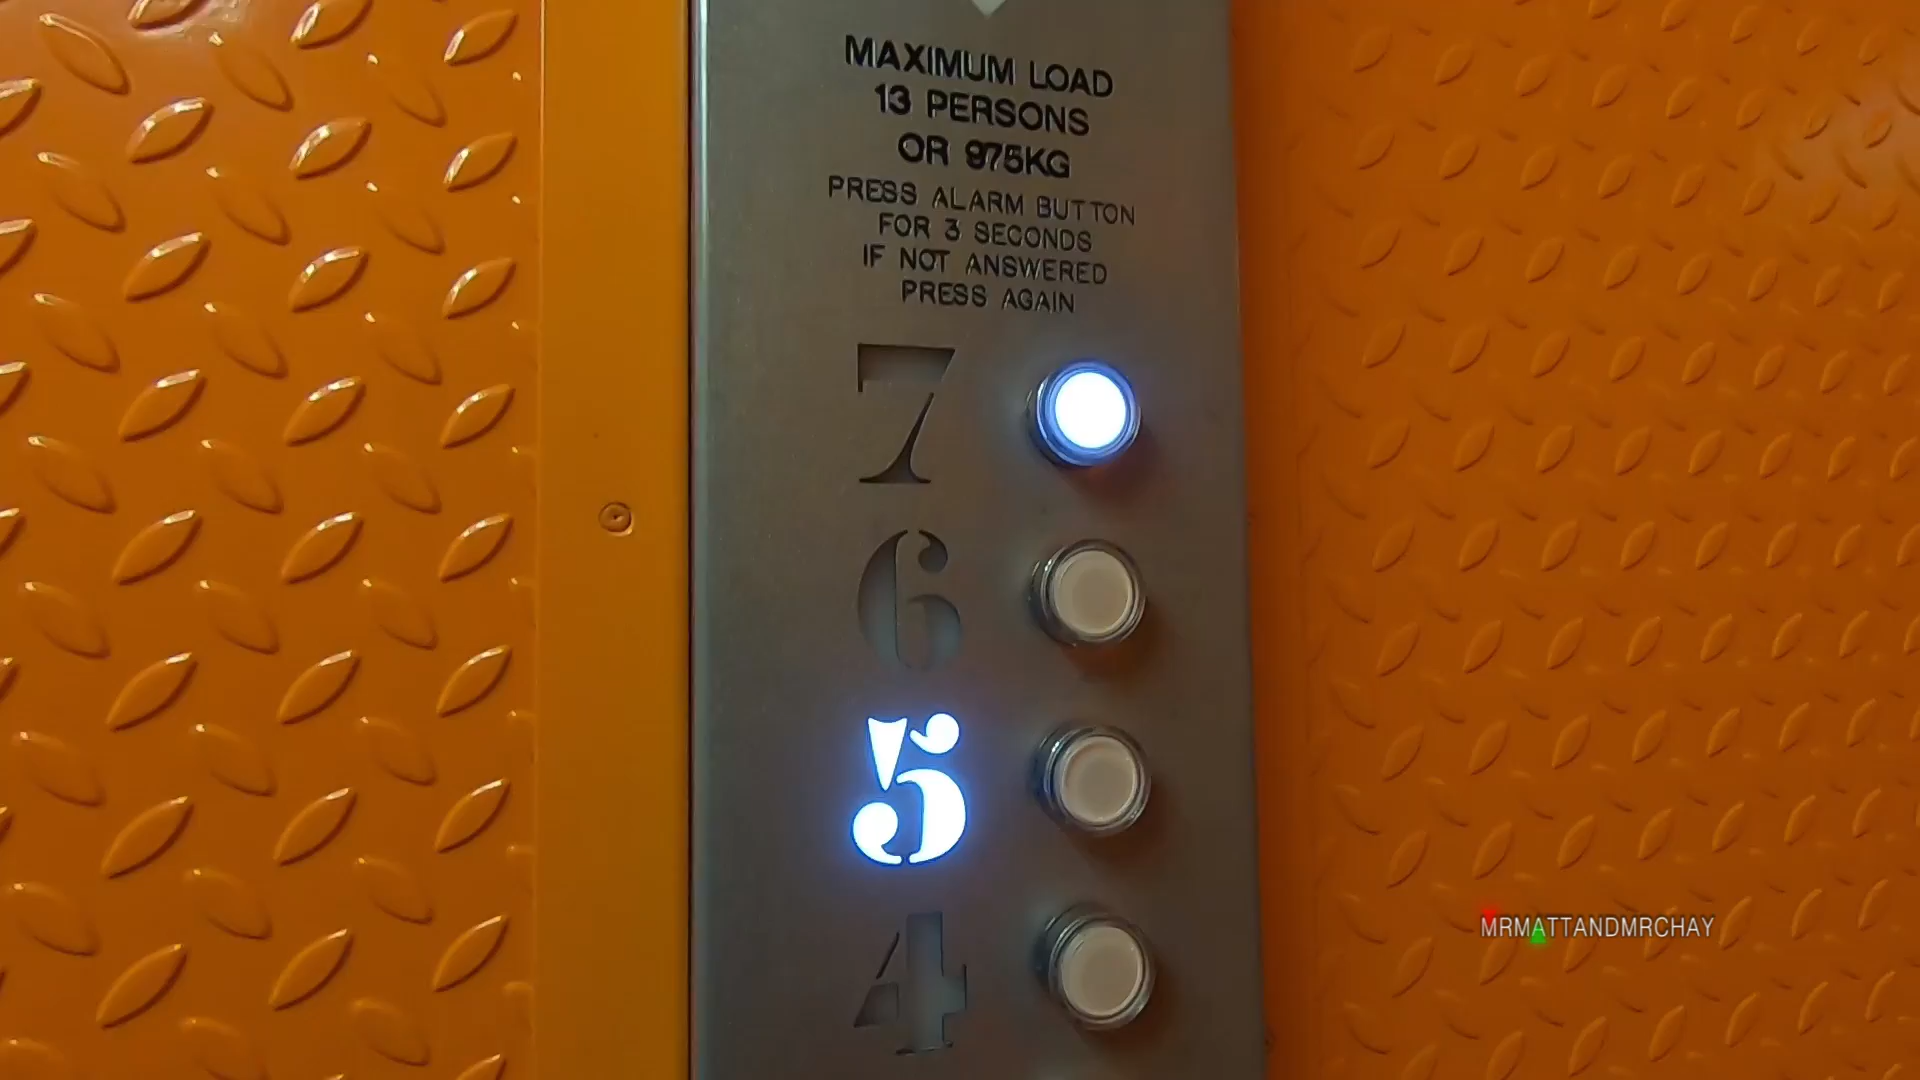 MAXIMUM LOAD
13 PERSONS
OR 975KG
PRESS ALARM BUTTON
FOR 3 SECONDS
IF NOT ANSWERED
PRESS AGAIN
7
6
5
4
MRMATTANDMRCHAY